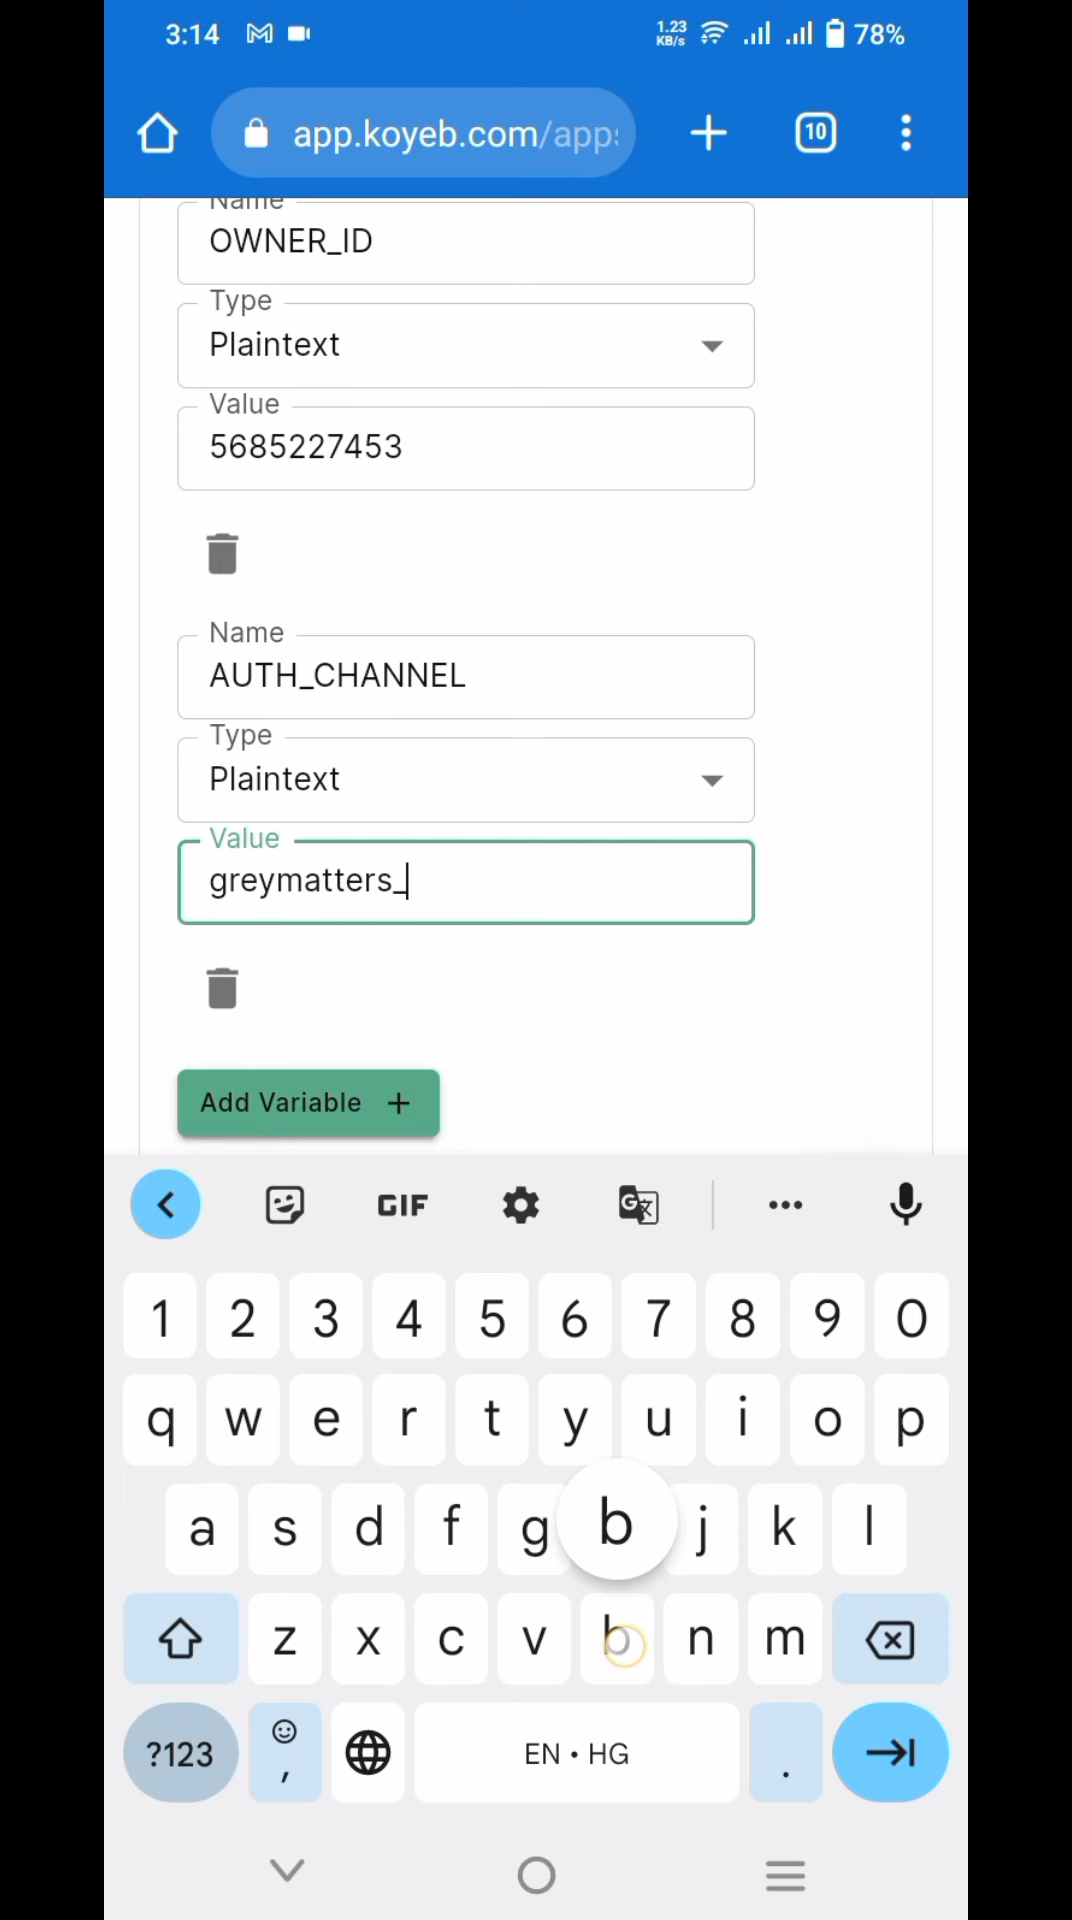 3:14 1.23 KB/s 78%
app.koyeb.com/apps 10
Name
OWNER_ID
Type
Plaintext
Value
5685227453
Name
AUTH_CHANNEL
Type
Plaintext
Value
greymatters_
Add Variable +
GIF G 文 ...
1 2 3 4 5 6 7 8 9 0
q w e r t y u i o p
a s d f g b j k l
z x c v b n m
?123 , EN • HG .